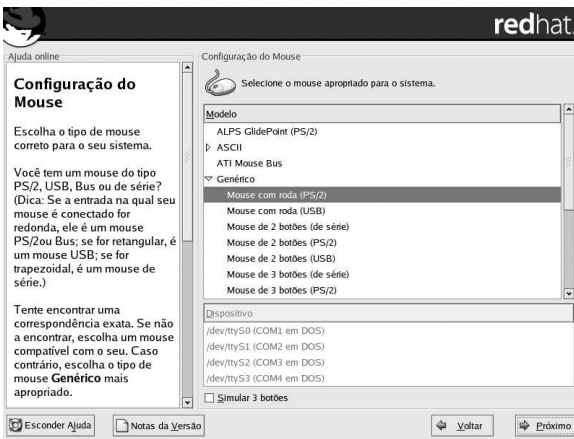 redhat.
Ajuda online
Configuração do
Mouse
Escolha o tipo de mouse
correto para o seu sistema.
Você tem um mouse do tipo
PS/2, USB, Bus ou de série?
(Dica: Se a entrada na qual seu
mouse é conectado for
redonda, ele é um mouse
PS/2ou Bus; se for retangular, é
um mouse USB; se for
trapezoidal, é um mouse de
série.)
Tente encontrar uma
correspondência exata. Se não
a encontrar, escolha um mouse
compatível com o seu. Caso
contrário, escolha o tipo de
mouse Genérico mais
apropriado.
Configuração do Mouse
Selecione o mouse apropriado para o sistema.
Modelo
ALPS GlidePoint (PS/2)
ASCII
ATI Mouse Bus
Genérico
Mouse com roda (PS/2)
Mouse com roda (USB)
Mouse de 2 botões (de série)
Mouse de 2 botões (PS/2)
Mouse de 2 botões (USB)
Mouse de 3 botões (de série)
Mouse de 3 botões (PS/2)
Dispositivo
/dev/ttyS0 (COM1 em DOS)
/dev/ttyS1 (COM2 em DOS)
/dev/ttyS2 (COM3 em DOS)
/dev/ttyS3 (COM4 em DOS)
Simular 3 botões
Esconder Ajuda
Notas da Versão
Voltar
Próximo